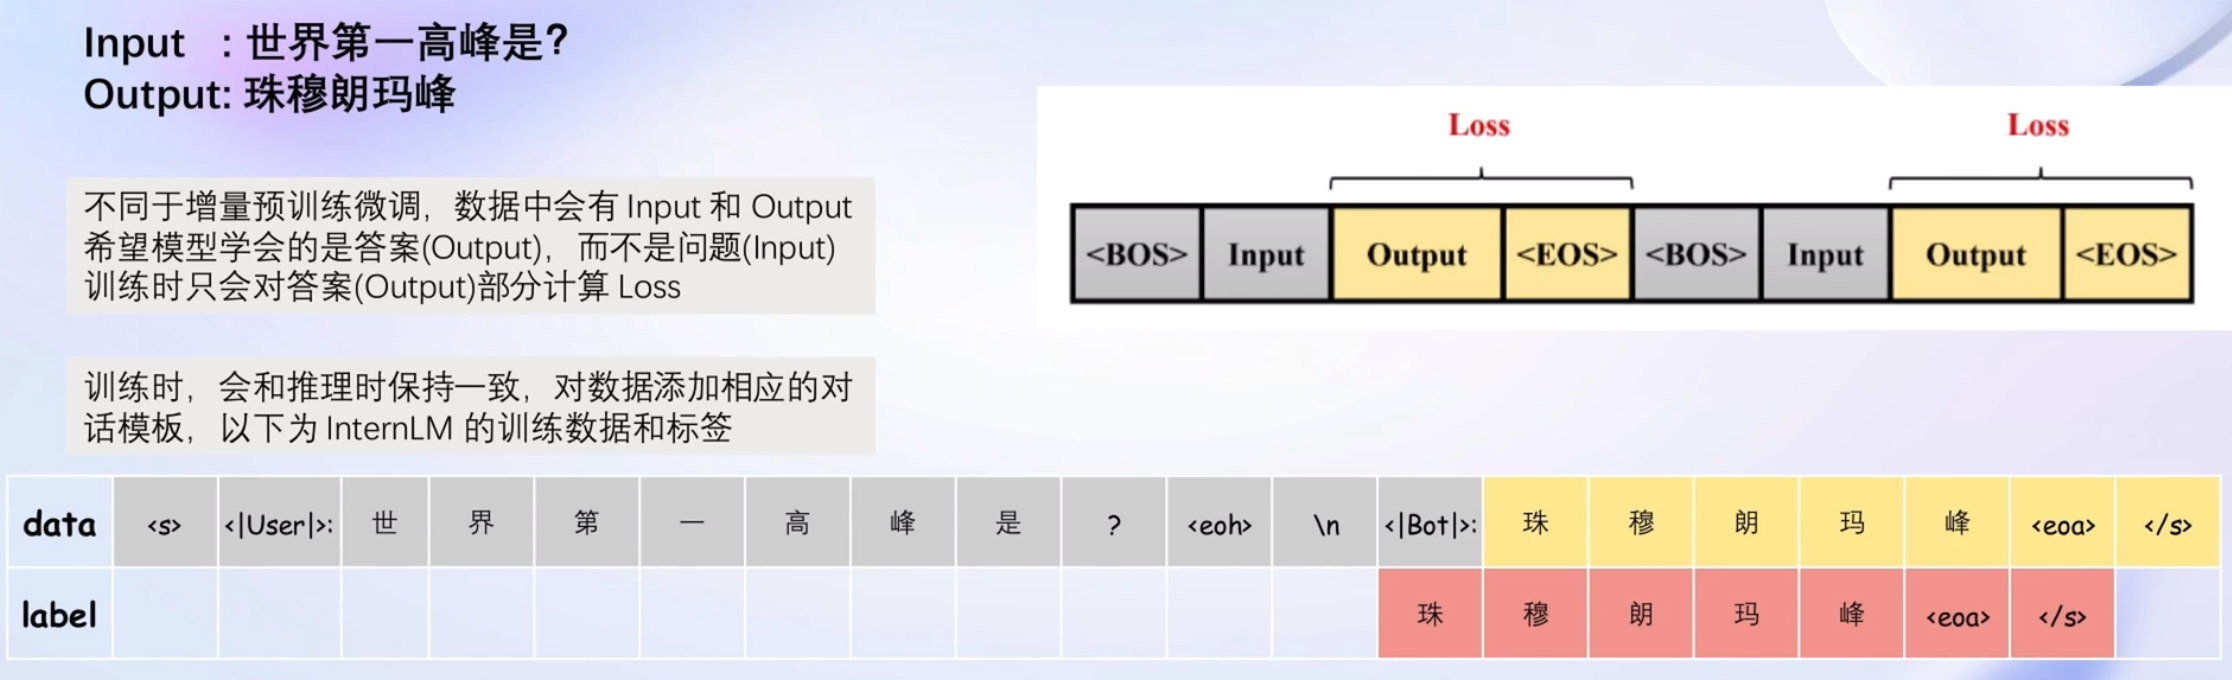 Input : 世界第一高峰是?
Output: 珠穆朗玛峰
不同于增量预训练微调，数据中会有 Input 和 Output
希望模型学会的是答案(Output)，而不是问题(Input)
训练时只会对答案(Output)部分计算 Loss
Loss Loss
<BOS> Input Output <EOS> <BOS> Input Output <EOS>
训练时，会和推理时保持一致，对数据添加相应的对
话模板，以下为 InternLM 的训练数据和标签
data <s> <|User|>: 世 界 第 一 高 峰 是 ? <eoh> \n <|Bot|>: 珠 穆 朗 玛 峰 <eoa> </s>
label 珠 穆 朗 玛 峰 <eoa> </s>